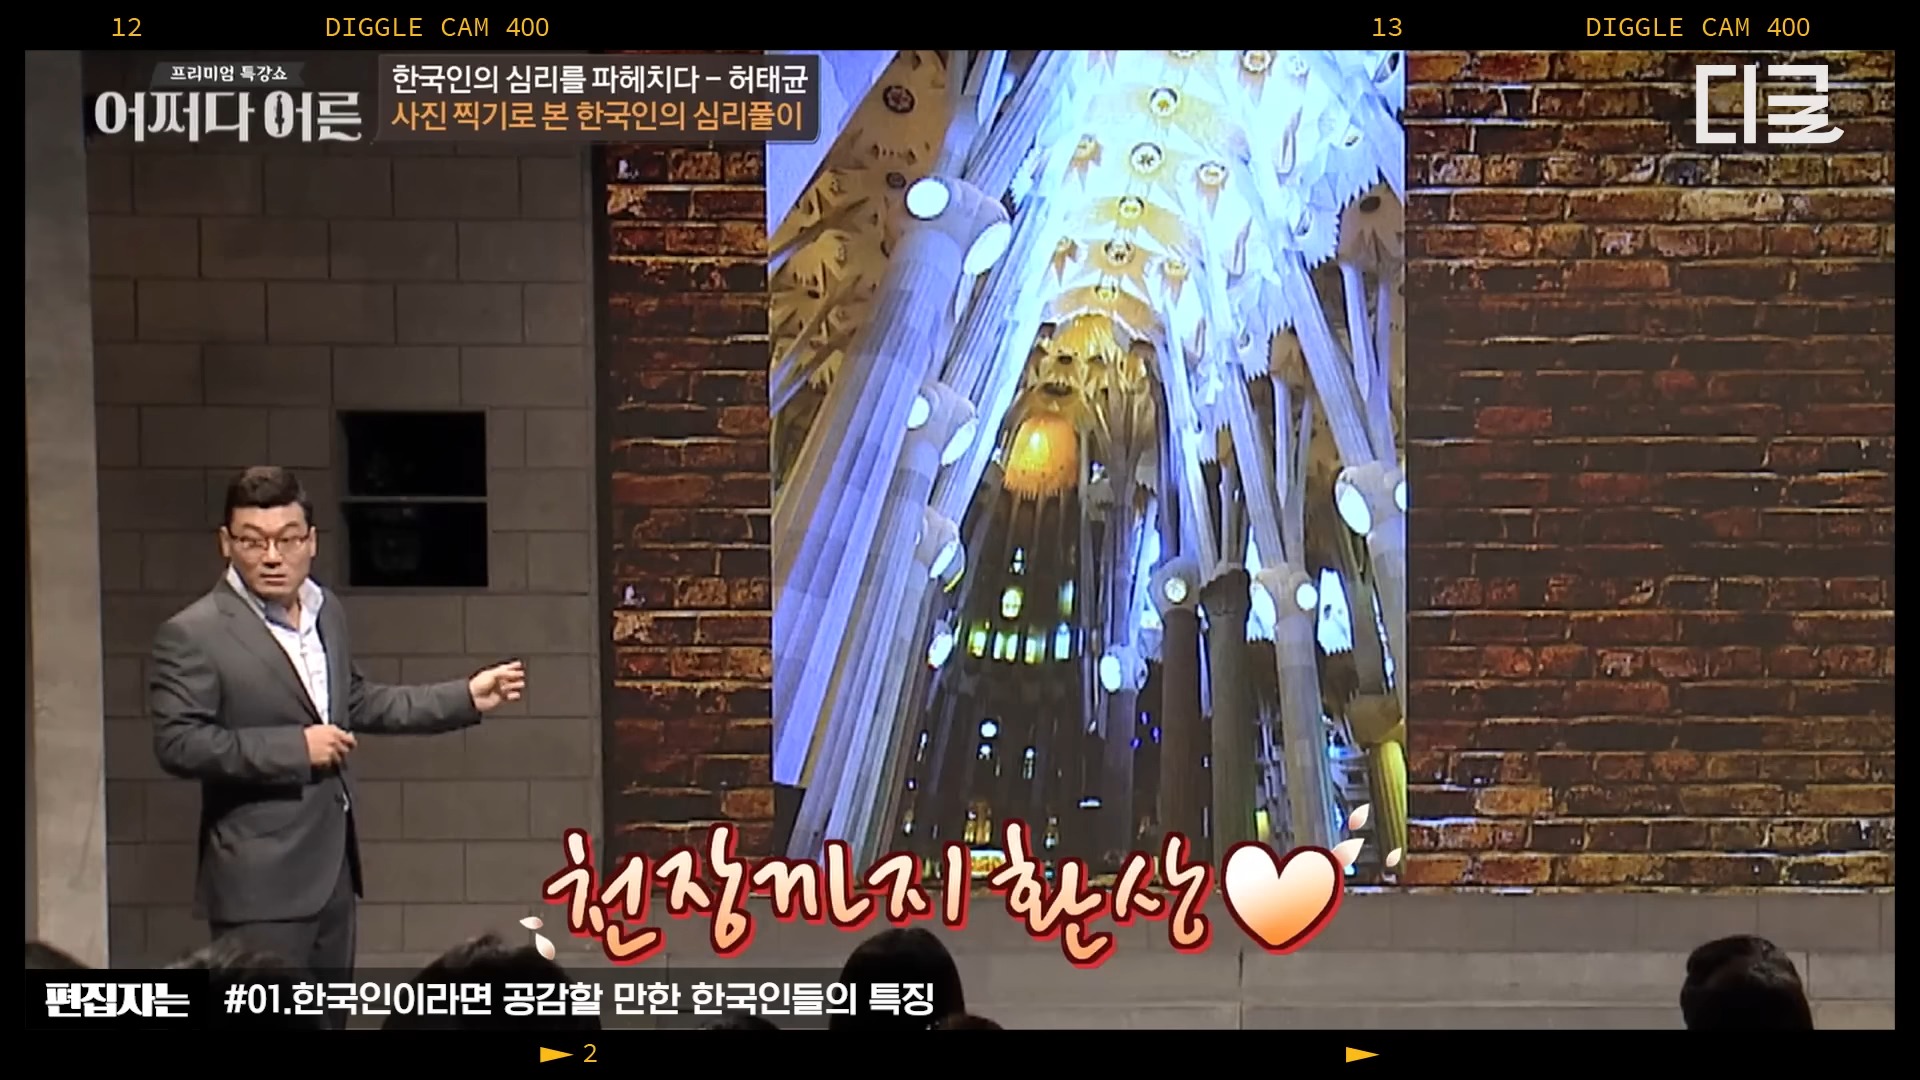 12
DIGGLE CAM 400
13
DIGGLE CAM 400
프리미엄 특강쇼
어쩌다 어른
한국인의 심리를 파헤치다 - 허태균
사진 찍기로 본 한국인의 심리풀이
디글
천장까지 환상
편집자는
#01.한국인이라면 공감할 만한 한국인들의 특징
2